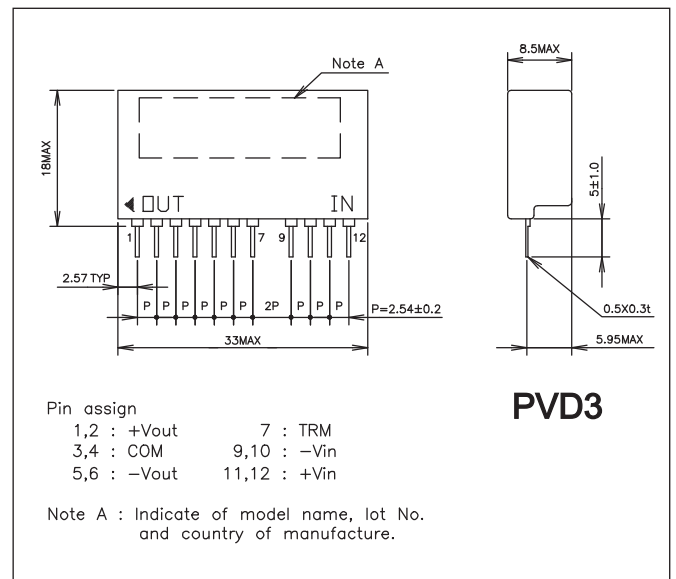 Note A
8.5MAX
18MAX
◀ OUT IN
5±1.0
1 7 9 12
2.57 TYP
P P P P P P 2P P P P P=2.54±0.2
0.5X0.3t
33MAX
5.95MAX
PVD3
Pin assign
1,2 : +Vout 7 : TRM
3,4 : COM 9,10 : −Vin
5,6 : −Vout 11,12 : +Vin
Note A : Indicate of model name, lot No.
and country of manufacture.